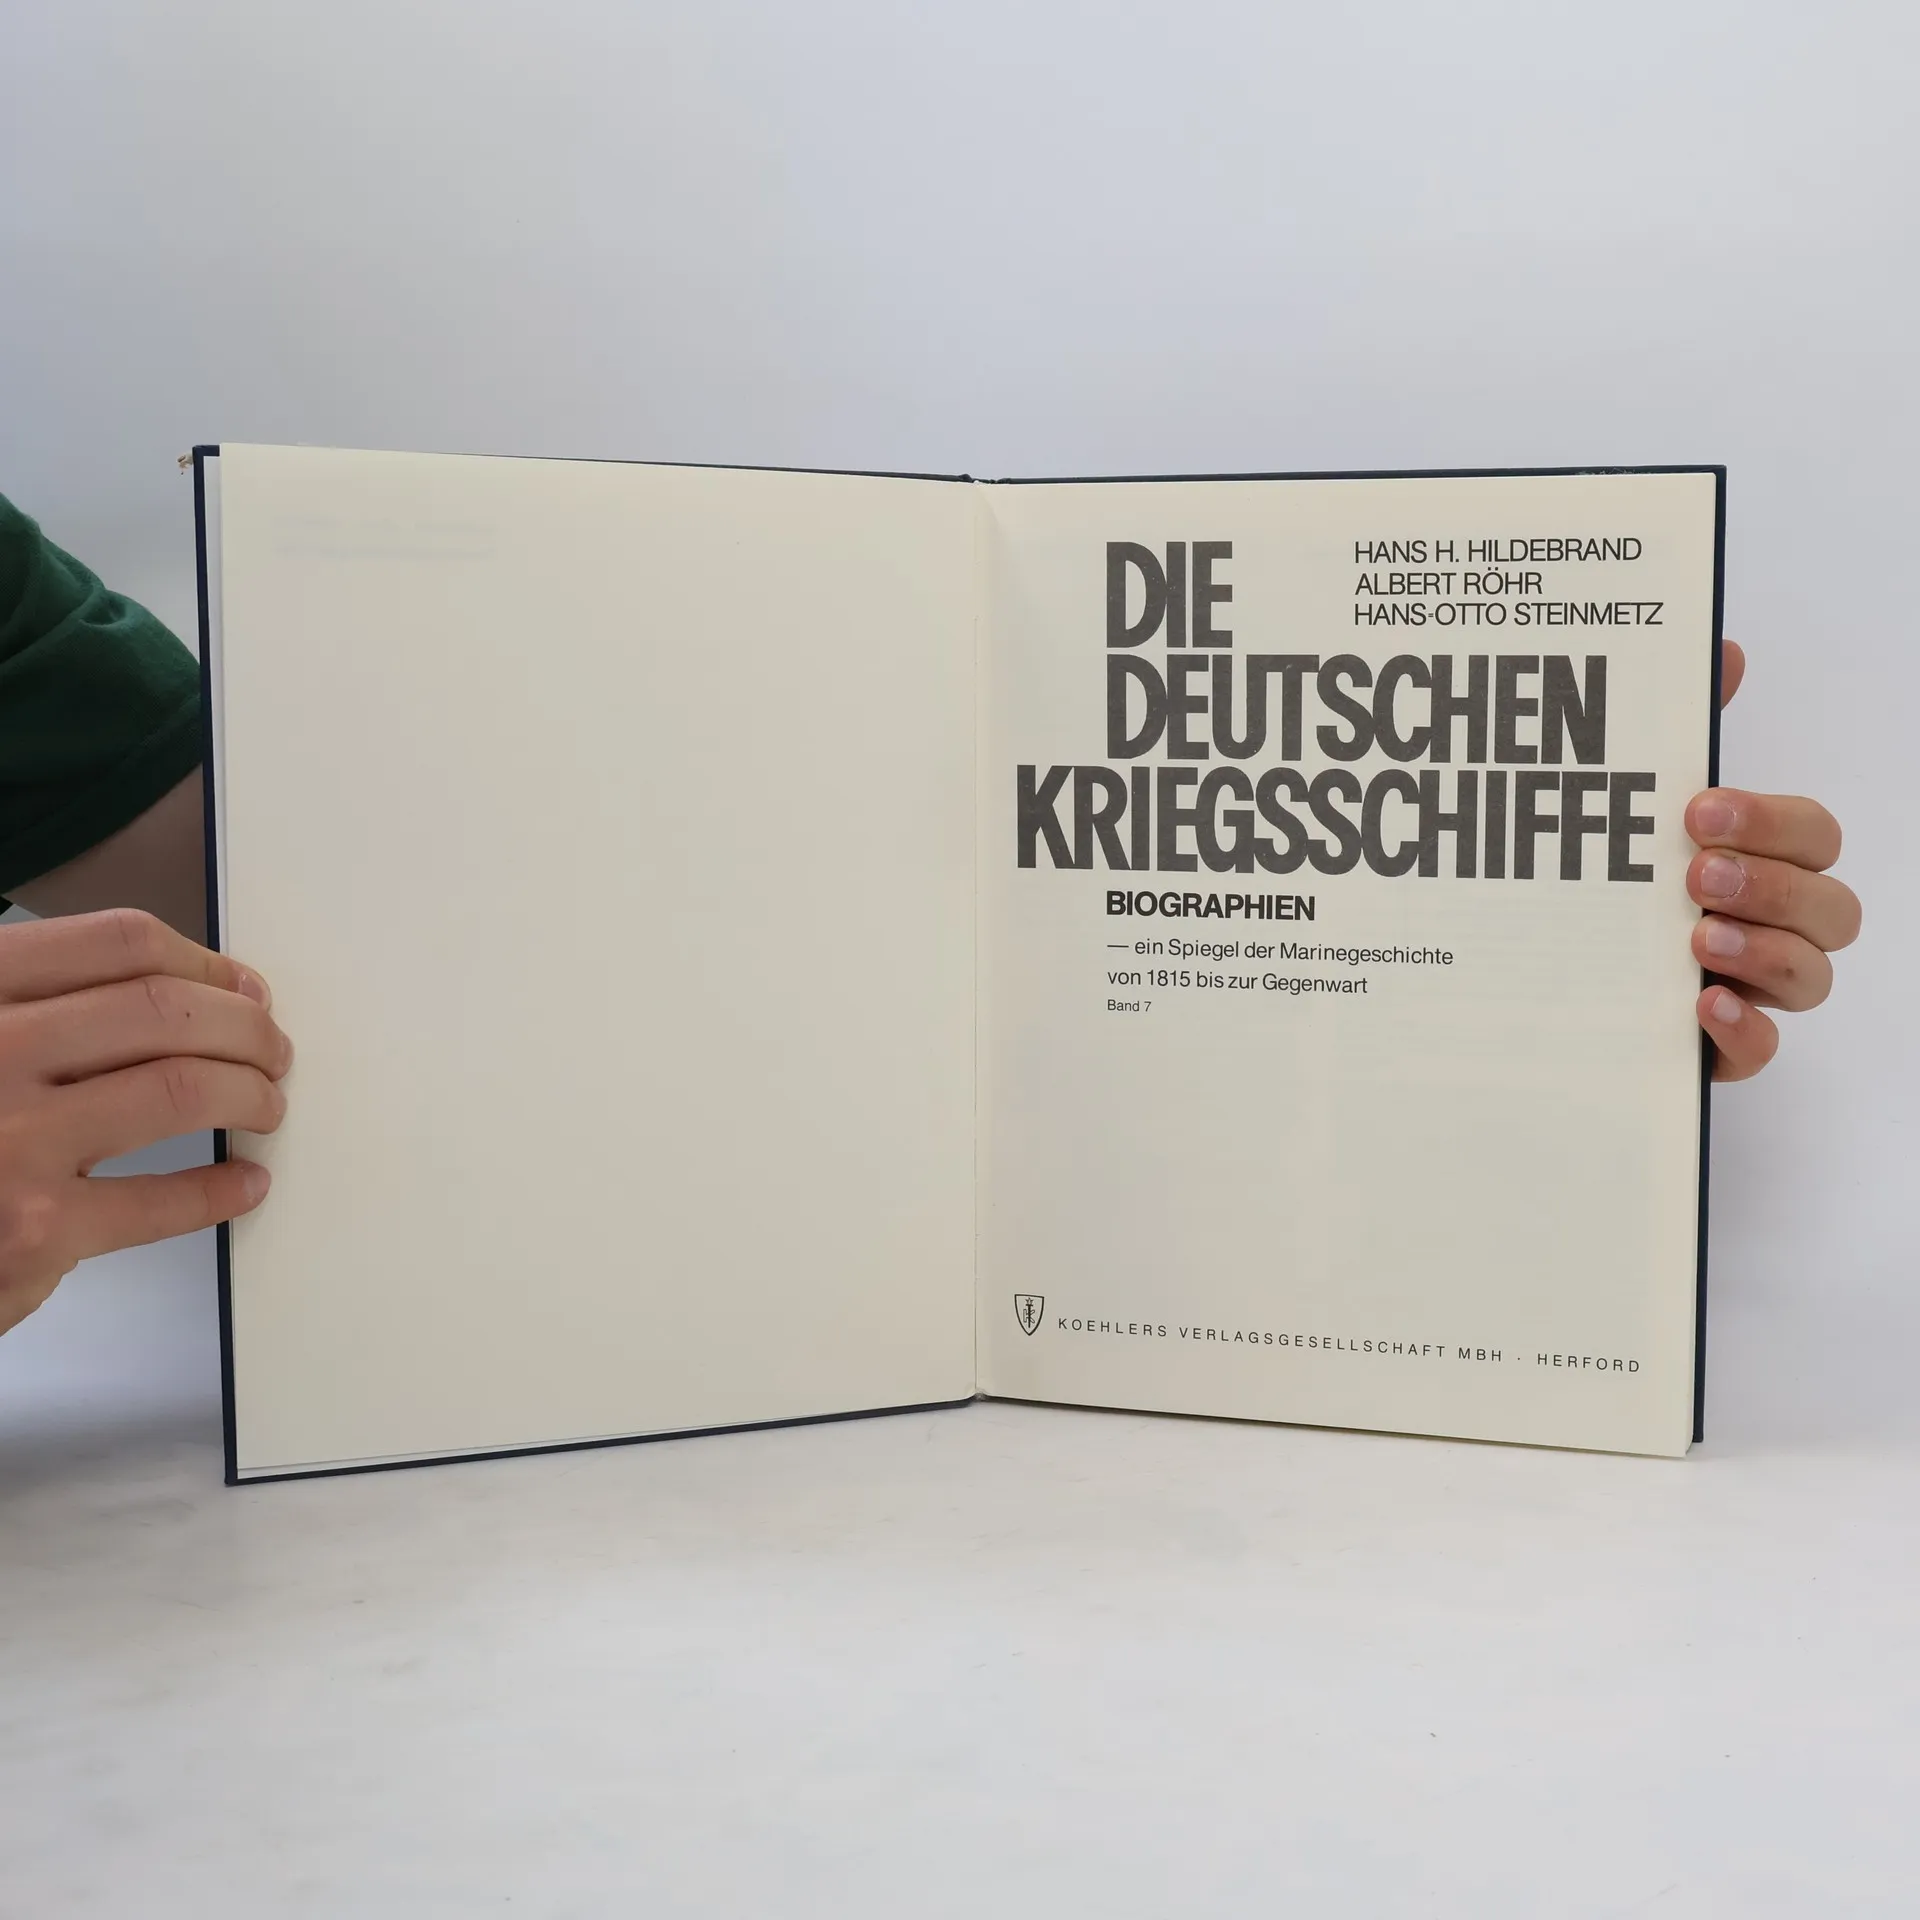 HANS H. HILDEBRAND
ALBERT RÖHR
HANS-OTTO STEINMETZ
DIE
DEUTSCHEN
KRIEGSSCHIFFE
BIOGRAPHIEN
— ein Spiegel der Marinegeschichte
von 1815 bis zur Gegenwart
Band 7
KOEHLERS VERLAGSGESELLSCHAFT MBH · HERFORD